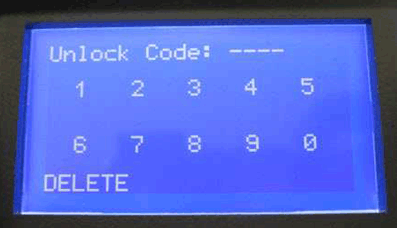 Unlock Code: ----
1 2 3 4 5
6 7 8 9 0
DELETE